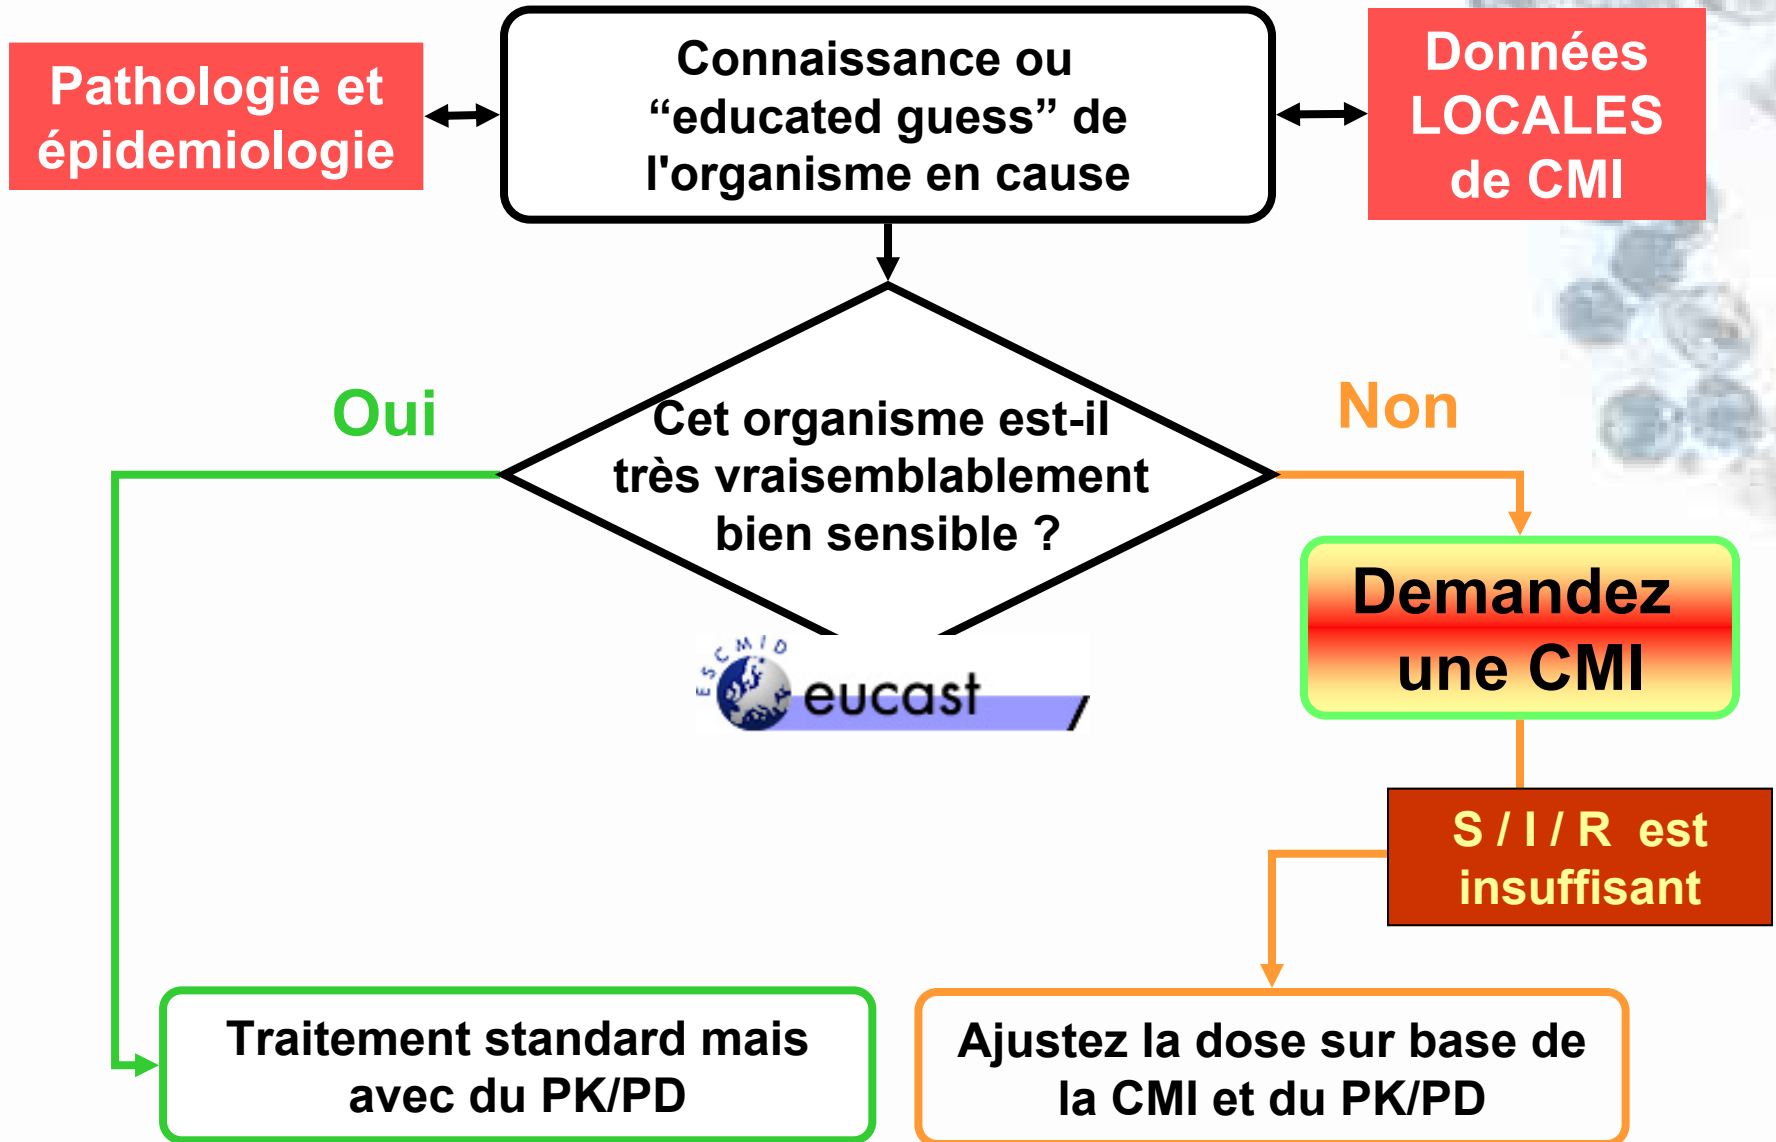 Pathologie et
épidemiologie
Connaissance ou
“educated guess” de
l'organisme en cause
Données
LOCALES
de CMI
Oui
Cet organisme est-il
très vraisemblablement
bien sensible ?
Non
ESCMID
eucast
Demandez
une CMI
S / I / R est
insuffisant
Traitement standard mais
avec du PK/PD
Ajustez la dose sur base de
la CMI et du PK/PD